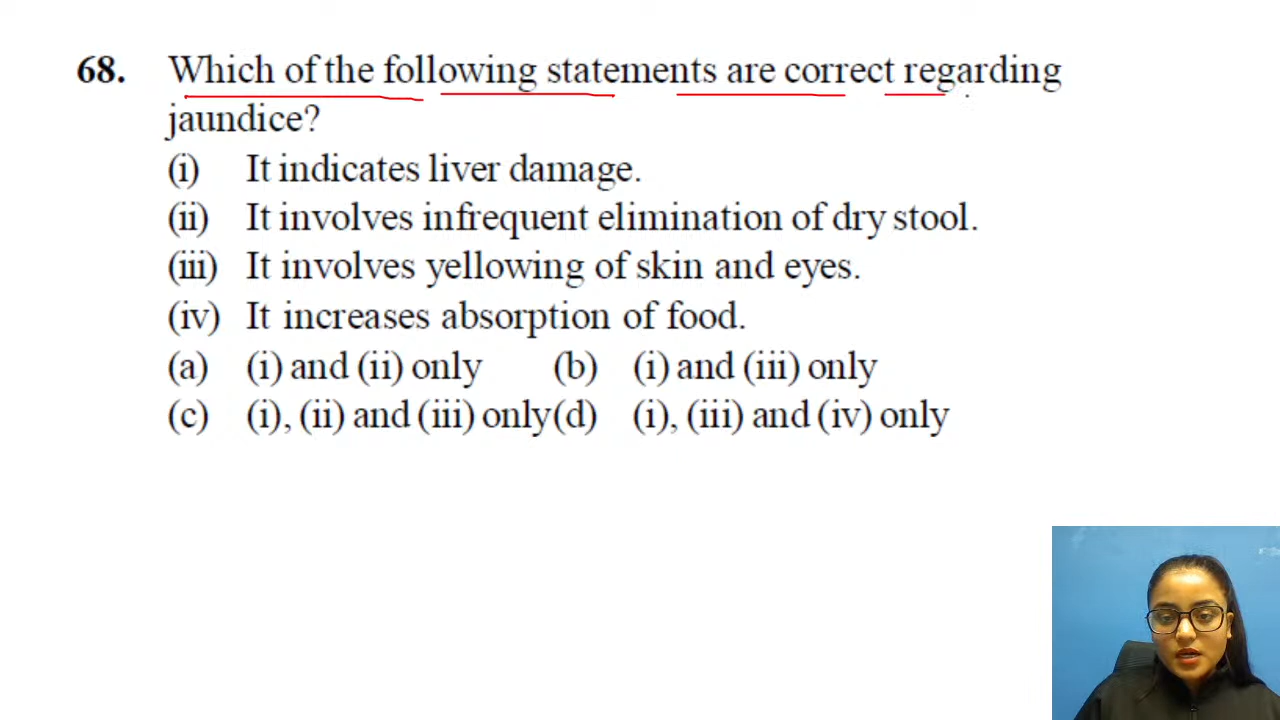 68. Which of the following statements are correct regarding
jaundice?
(i) It indicates liver damage.
(ii) It involves infrequent elimination of dry stool.
(iii) It involves yellowing of skin and eyes.
(iv) It increases absorption of food.
(a) (i) and (ii) only (b) (i) and (iii) only
(c) (i), (ii) and (iii) only(d) (i), (iii) and (iv) only